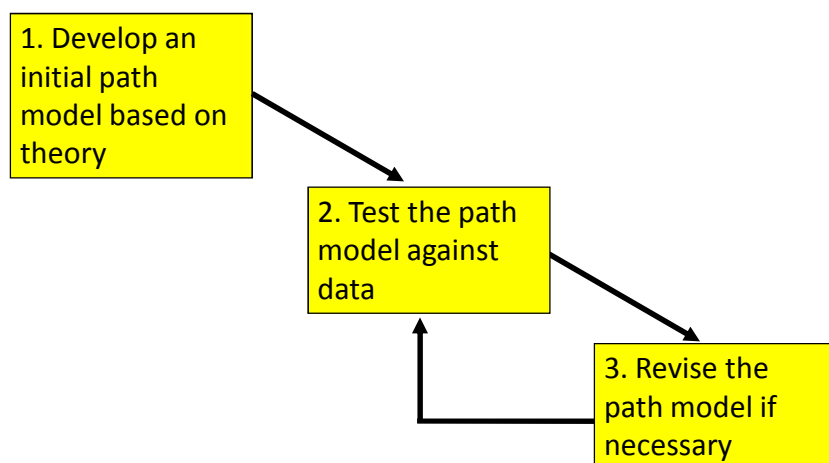 1. Develop an
initial path
model based on
theory
2. Test the path
model against
data
3. Revise the
path model if
necessary